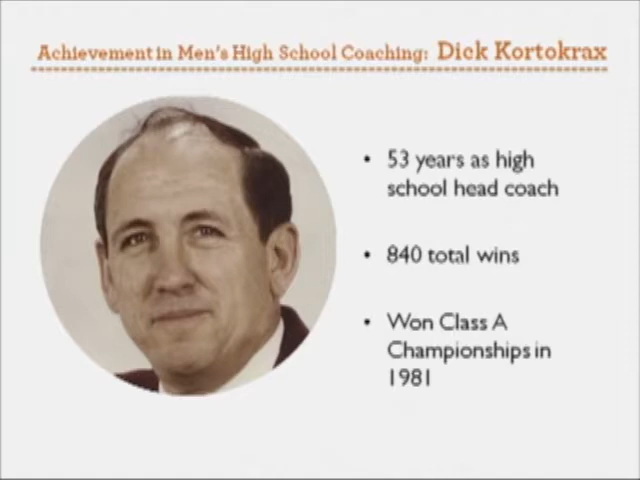 Achievement in Men's High School Coaching: Dick Kortokrax
• 53 years as high
school head coach
• 840 total wins
• Won Class A
Championships in
1981